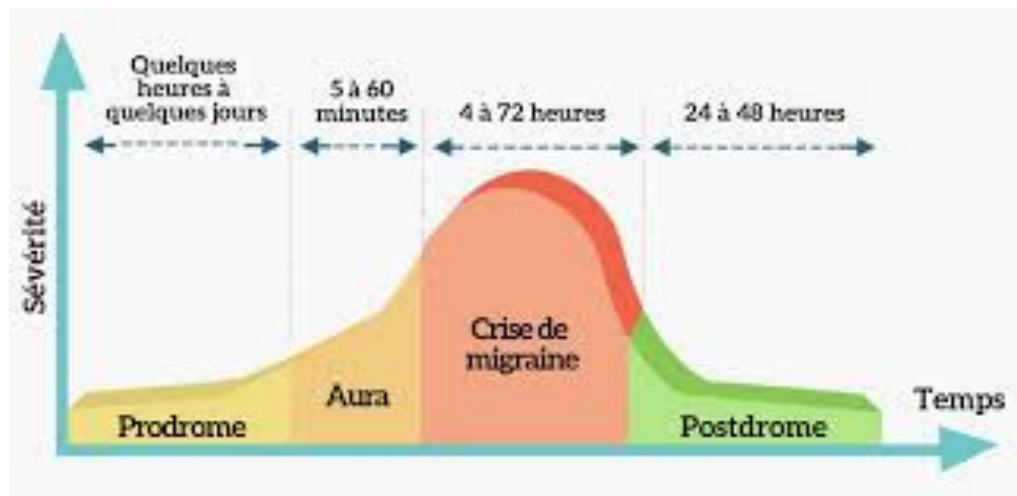 Quelques
heures à
quelques jours
5 à 60
minutes
4 à 72 heures
24 à 48 heures
Sévérité
Crise de
migraine
Aura
Prodrome
Postdrome
Temps